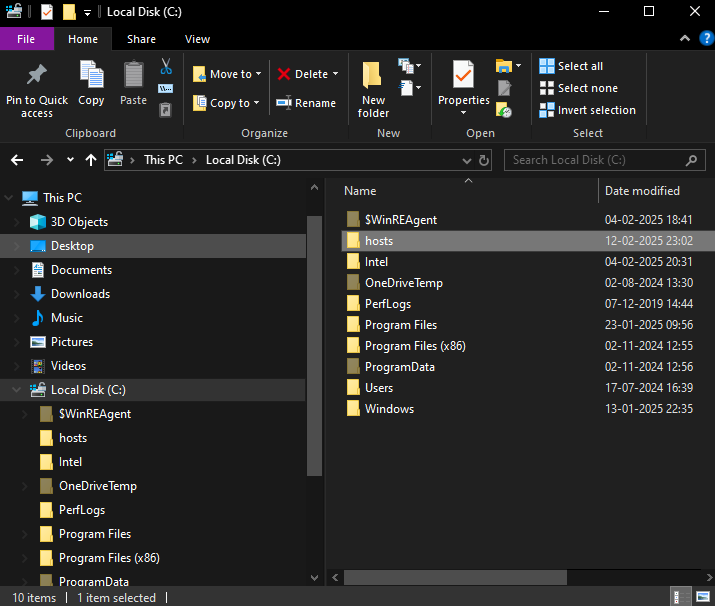 Local Disk (C:)
File Home Share View
Pin to Quick access
Copy
Paste
Clipboard
Move to
Copy to
Delete
Rename
Organize
New folder
New
Properties
Open
Select all
Select none
Invert selection
Select
This PC Local Disk (C:)
Search Local Disk (C:)
This PC
3D Objects
Desktop
Documents
Downloads
Music
Pictures
Videos
Local Disk (C:)
$WinREAgent
hosts
Intel
OneDriveTemp
PerfLogs
Program Files
Program Files (x86)
ProgramData
Name Date modified
$WinREAgent 04-02-2025 18:41
hosts 12-02-2025 23:02
Intel 04-02-2025 20:31
OneDriveTemp 02-08-2024 13:30
PerfLogs 07-12-2019 14:44
Program Files 23-01-2025 09:56
Program Files (x86) 02-11-2024 12:55
ProgramData 02-11-2024 12:56
Users 17-07-2024 16:39
Windows 13-01-2025 22:35
10 items 1 item selected